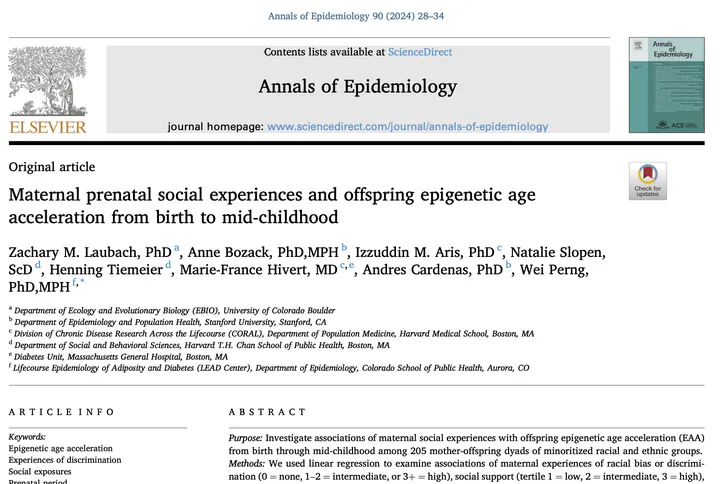 Annals of Epidemiology 90 (2024) 28–34
Contents lists available at ScienceDirect
Annals of Epidemiology
journal homepage: www.sciencedirect.com/journal/annals-of-epidemiology
ELSEVIER
Annals of
Epidemiology
ACE
Original article
Check for
updates
Maternal prenatal social experiences and offspring epigenetic age
acceleration from birth to mid-childhood
Zachary M. Laubach, PhD a, Anne Bozack, PhD,MPH b, Izzuddin M. Aris, PhD c, Natalie Slopen,
ScD d, Henning Tiemeier d, Marie-France Hivert, MD c,e, Andres Cardenas, PhD b, Wei Perng,
PhD,MPH f,*
a Department of Ecology and Evolutionary Biology (EBIO), University of Colorado Boulder
b Department of Epidemiology and Population Health, Stanford University, Stanford, CA
c Division of Chronic Disease Research Across the Lifecourse (CORAL), Department of Population Medicine, Harvard Medical School, Boston, MA
d Department of Social and Behavioral Sciences, Harvard T.H. Chan School of Public Health, Boston, MA
e Diabetes Unit, Massachusetts General Hospital, Boston, MA
f Lifecourse Epidemiology of Adiposity and Diabetes (LEAD Center), Department of Epidemiology, Colorado School of Public Health, Aurora, CO
ARTICLE INFO
Keywords:
Epigenetic age acceleration
Experiences of discrimination
Social exposures
Prenatal period
ABSTRACT
Purpose: Investigate associations of maternal social experiences with offspring epigenetic age acceleration (EAA)
from birth through mid-childhood among 205 mother-offspring dyads of minoritized racial and ethnic groups.
Methods: We used linear regression to examine associations of maternal experiences of racial bias or discrimi-
nation (0 = none, 1–2 = intermediate, or 3+ = high), social support (tertile 1 = low, 2 = intermediate, 3 = high),